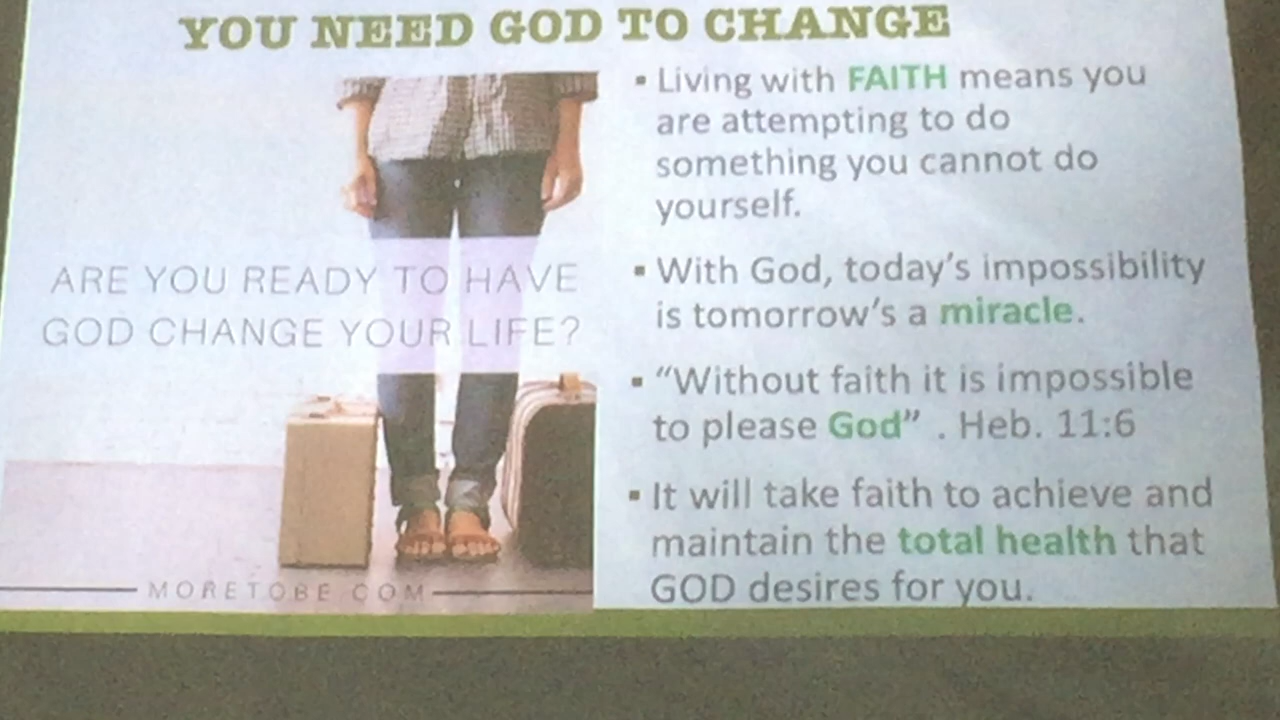 YOU NEED GOD TO CHANGE
ARE YOU READY TO HAVE
GOD CHANGE YOUR LIFE?
MORETOBE.COM
▪ Living with FAITH means you
are attempting to do
something you cannot do
yourself.
▪ With God, today's impossibility
is tomorrow's a miracle.
▪ “Without faith it is impossible
to please God” . Heb. 11:6
▪ It will take faith to achieve and
maintain the total health that
GOD desires for you.